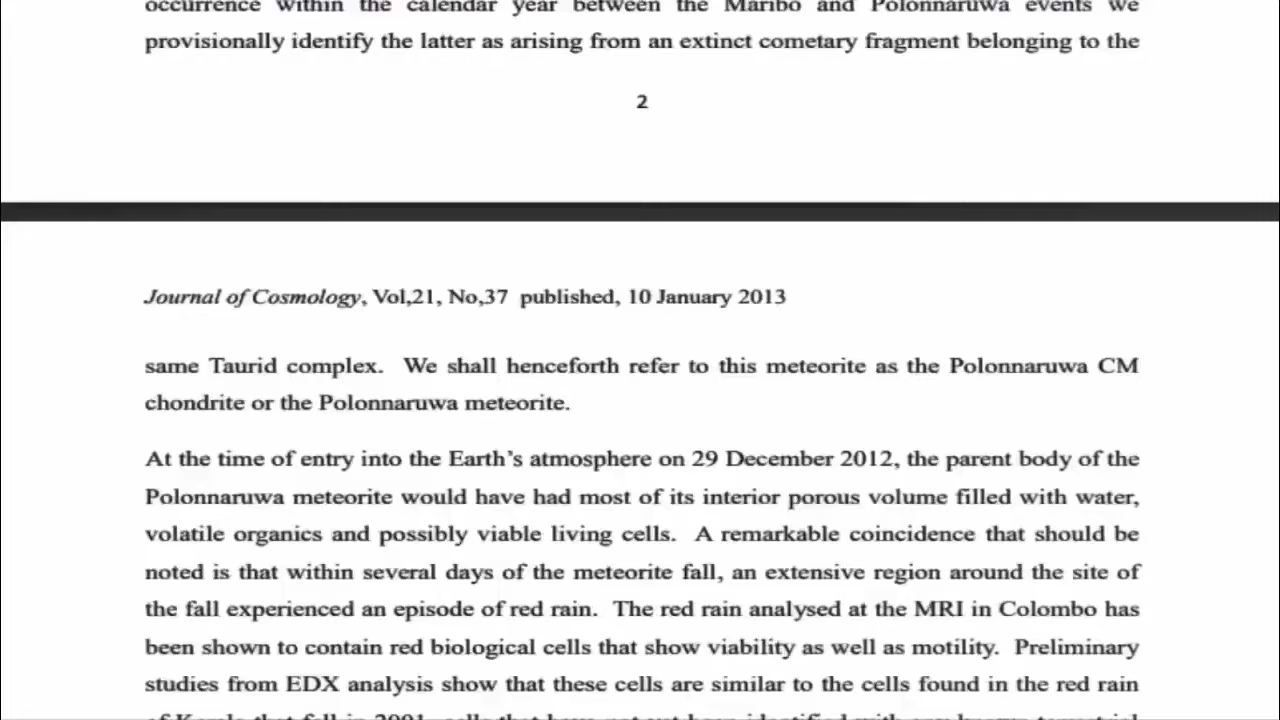 occurrence within the calendar year between the Maribo and Polonnaruwa events we
provisionally identify the latter as arising from an extinct cometary fragment belonging to the
2
Journal of Cosmology, Vol,21, No,37 published, 10 January 2013
same Taurid complex. We shall henceforth refer to this meteorite as the Polonnaruwa CM
chondrite or the Polonnaruwa meteorite.
At the time of entry into the Earth's atmosphere on 29 December 2012, the parent body of the
Polonnaruwa meteorite would have had most of its interior porous volume filled with water,
volatile organics and possibly viable living cells. A remarkable coincidence that should be
noted is that within several days of the meteorite fall, an extensive region around the site of
the fall experienced an episode of red rain. The red rain analysed at the MRI in Colombo has
been shown to contain red biological cells that show viability as well as motility. Preliminary
studies from EDX analysis show that these cells are similar to the cells found in the red rain